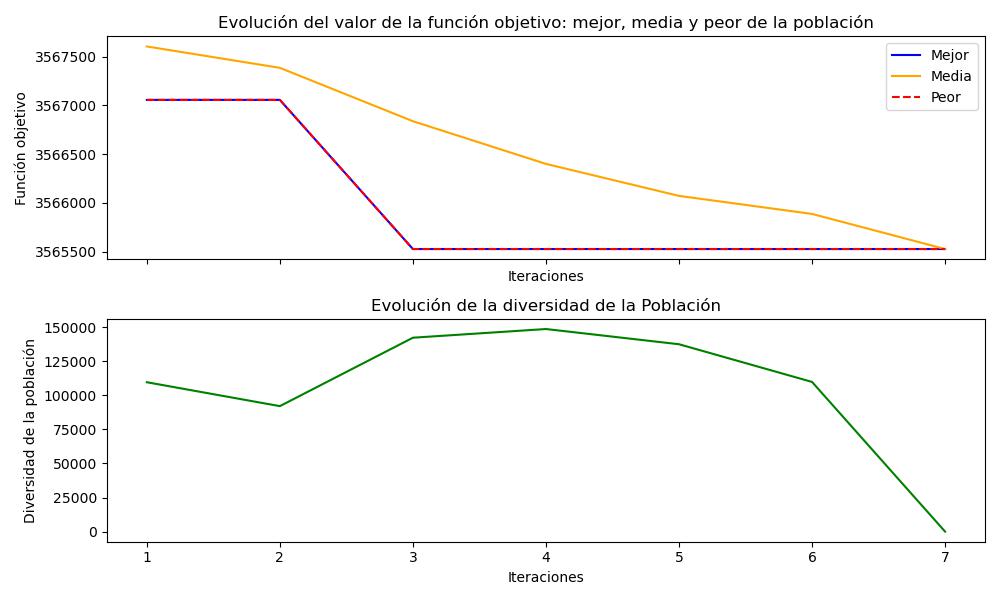 Evolución del valor de la función objetivo: mejor, media y peor de la población
Función objetivo
3567500
3567000
3566500
3566000
3565500
Mejor
Media
Peor
Iteraciones
Evolución de la diversidad de la Población
Diversidad de la población
150000
125000
100000
75000
50000
25000
0
1 2 3 4 5 6 7
Iteraciones